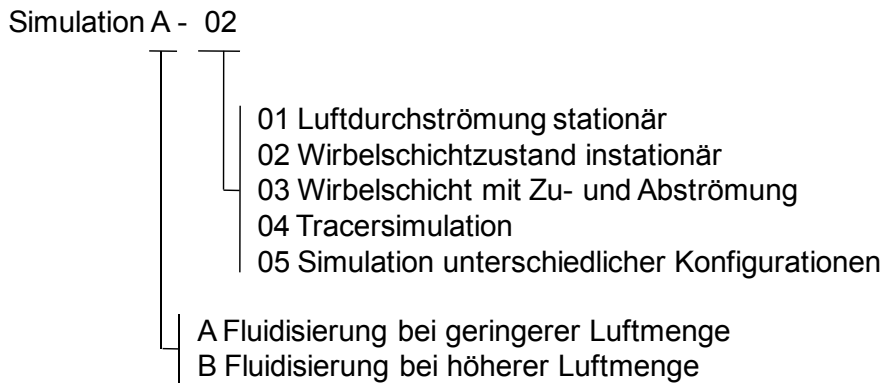 Simulation A - 02
01 Luftdurchströmung stationär
02 Wirbelschichtzustand instationär
03 Wirbelschicht mit Zu- und Abströmung
04 Tracersimulation
05 Simulation unterschiedlicher Konfigurationen
A Fluidisierung bei geringerer Luftmenge
B Fluidisierung bei höherer Luftmenge